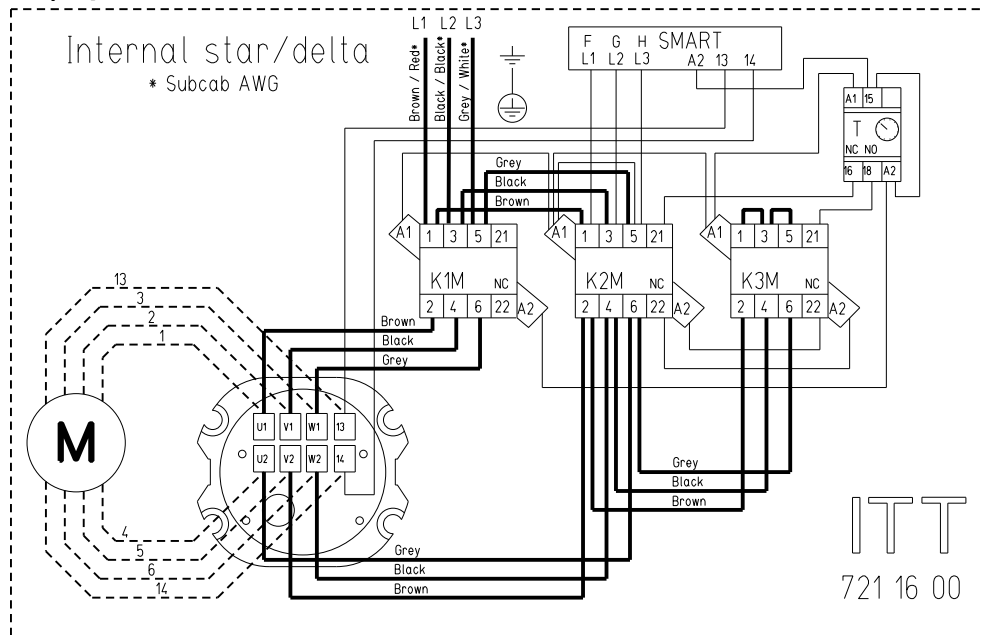 Internal star/delta
* Subcab AWG
L1 L2 L3
Brown / Red*
Black / Black*
Grey / White*
F G H SMART
L1 L2 L3 A2 13 14
A1 15
T
NC NO
16 18 A2
Grey
Black
Brown
A1 1 3 5 21
K1M NC
2 4 6 22 A2
A1 1 3 5 21
K2M NC
2 4 6 22 A2
A1 1 3 5 21
K3M NC
2 4 6 22 A2
Brown
Black
Grey
13
3
2
1
M
U1 V1 W1 13
U2 V2 W2 14
4
5
6
14
Grey
Black
Brown
Grey
Black
Brown
ITT
721 16 00